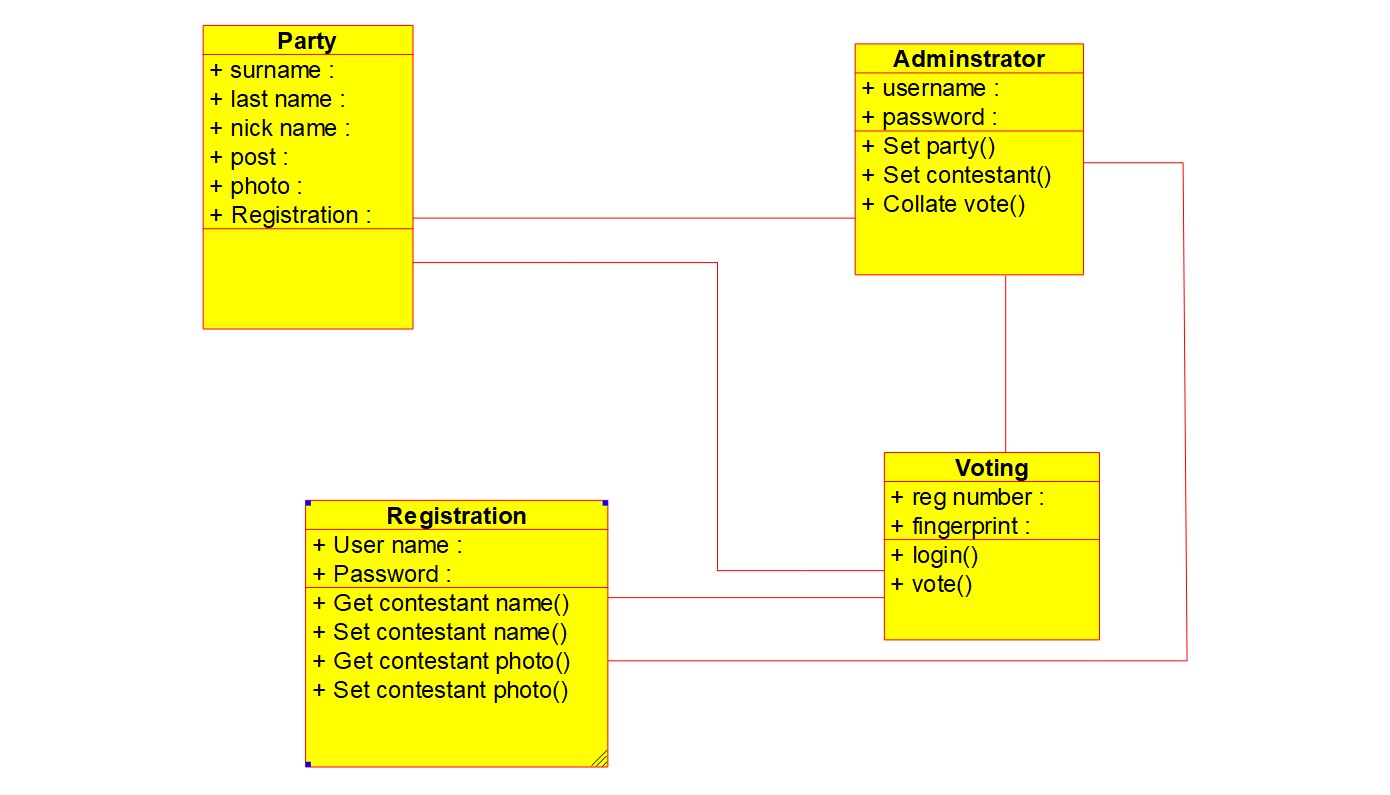 Party
+ surname :
+ last name :
+ nick name :
+ post :
+ photo :
+ Registration :
Adminstrator
+ username :
+ password :
+ Set party()
+ Set contestant()
+ Collate vote()
Voting
+ reg number :
+ fingerprint :
+ login()
+ vote()
Registration
+ User name :
+ Password :
+ Get contestant name()
+ Set contestant name()
+ Get contestant photo()
+ Set contestant photo()